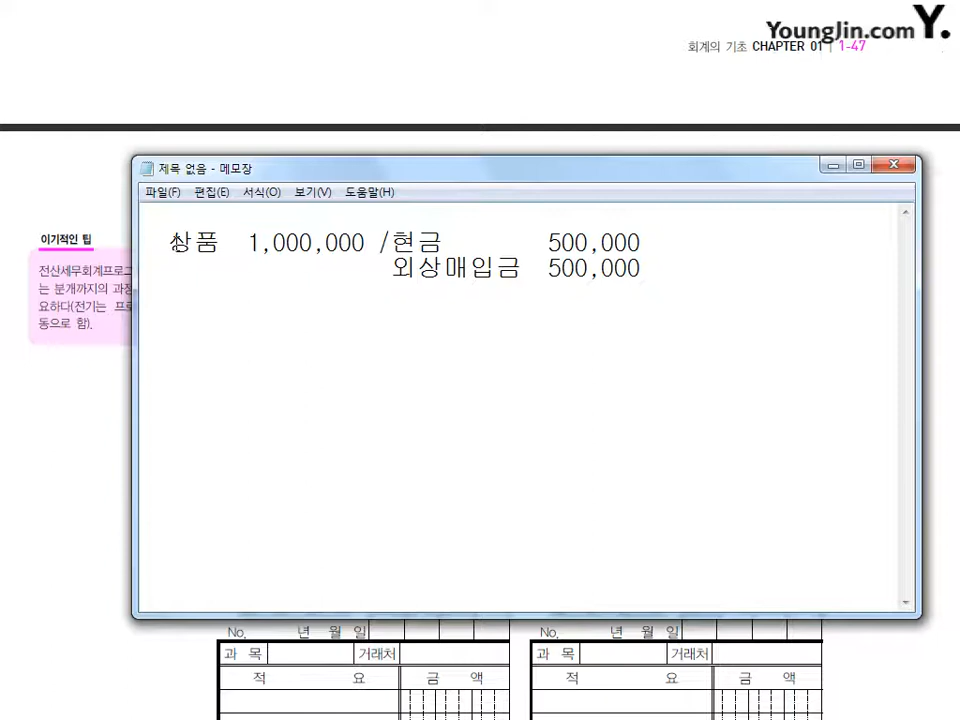 YoungJin.com Y.
회계의 기초 CHAPTER 01 | 1-47
제목 없음 - 메모장
파일(F) 편집(E) 서식(O) 보기(V) 도움말(H)
이기적인 팁
전산세무회계프로그
는 분개까지의 과정
요하다(전기는 프로
동으로 함).
상품 1,000,000 /현금 500,000
외상매입금 500,000
No. 년 월 일 No. 년 월 일
과 목 거래처 과 목 거래처
적 요 금 액 적 요 금 액